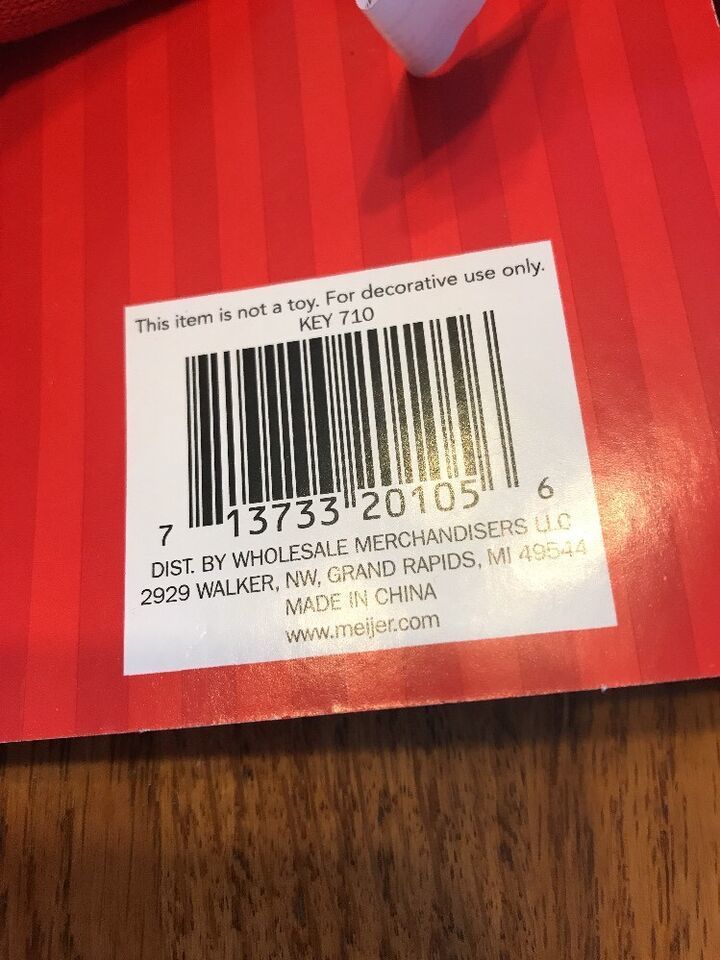 This item is not a toy. For decorative use only.
KEY 710
7 13733 20105 6
DIST. BY WHOLESALE MERCHANDISERS LLC
2929 WALKER, NW, GRAND RAPIDS, MI 49544
MADE IN CHINA
www.meijer.com